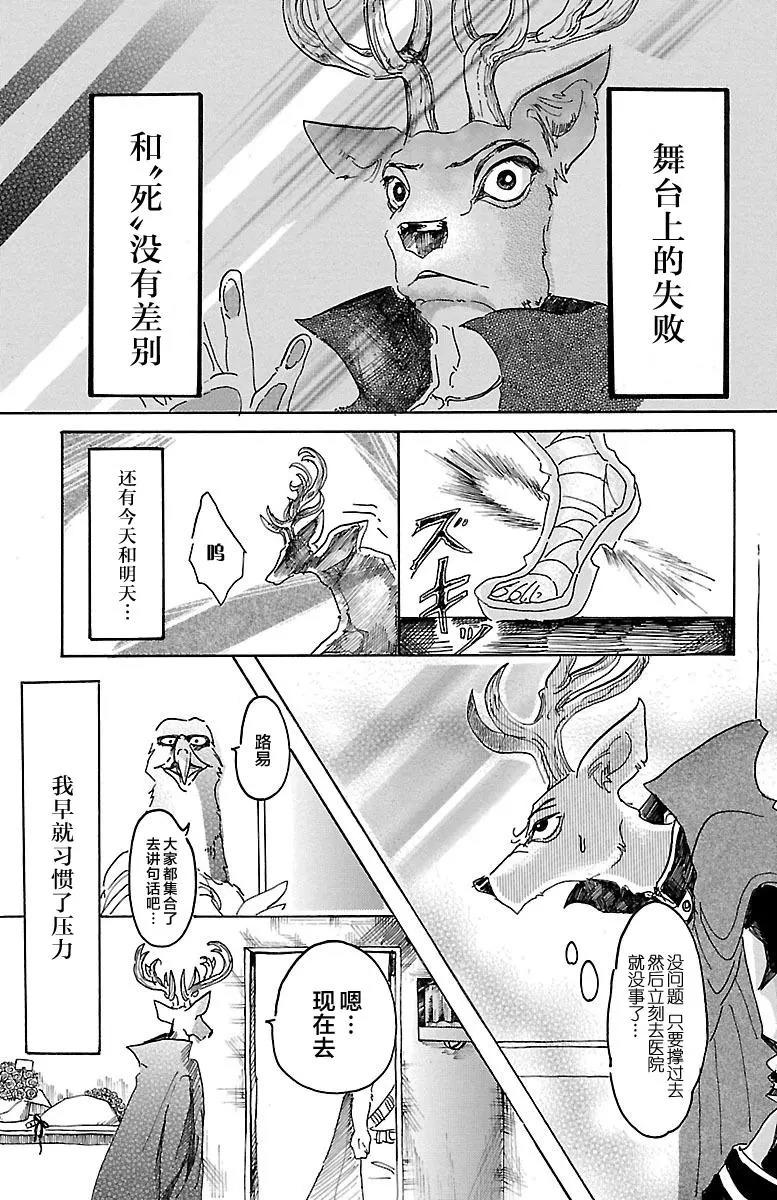 舞台上的失败
和〝死〞没有差别
ズキッ
呜
还有今天和明天…
没问题 只要撑过去
然后立刻去医院
就没事了…
路易
大家都集合了
去讲句话吧…
我早就习惯了压力
嗯…
现在去